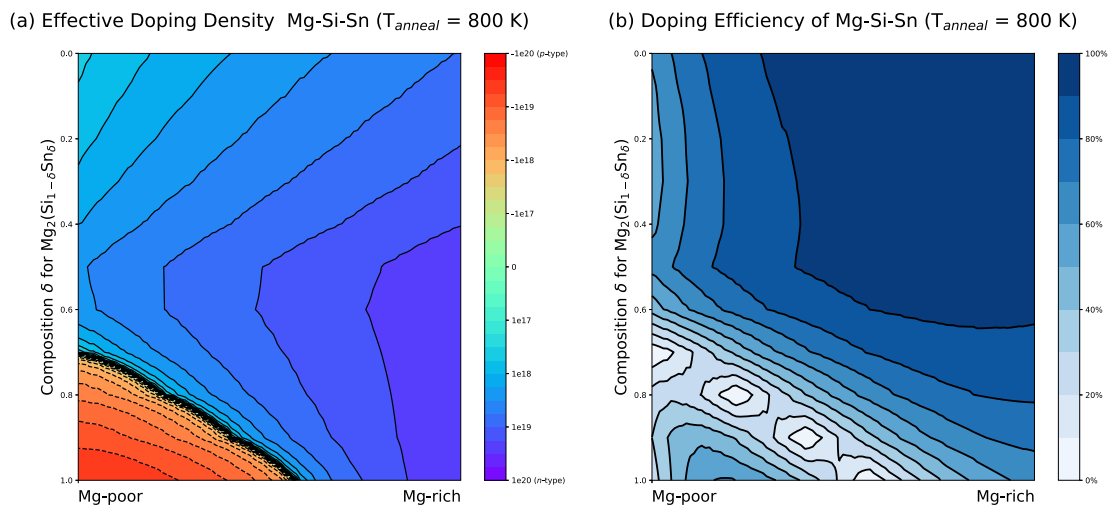 (a) Effective Doping Density Mg-Si-Sn (T_anneal = 800 K)
0.0
0.2
0.4
0.6
0.8
1.0
Composition δ for Mg₂(Si₁₋δSnδ)
Mg-poor
Mg-rich
-1e20 (p-type)
-1e19
-1e18
-1e17
0
1e17
1e18
1e19
1e20 (n-type)
(b) Doping Efficiency of Mg-Si-Sn (T_anneal = 800 K)
0.0
0.2
0.4
0.6
0.8
1.0
Composition δ for Mg₂(Si₁₋δSnδ)
Mg-poor
Mg-rich
100%
80%
60%
40%
20%
0%